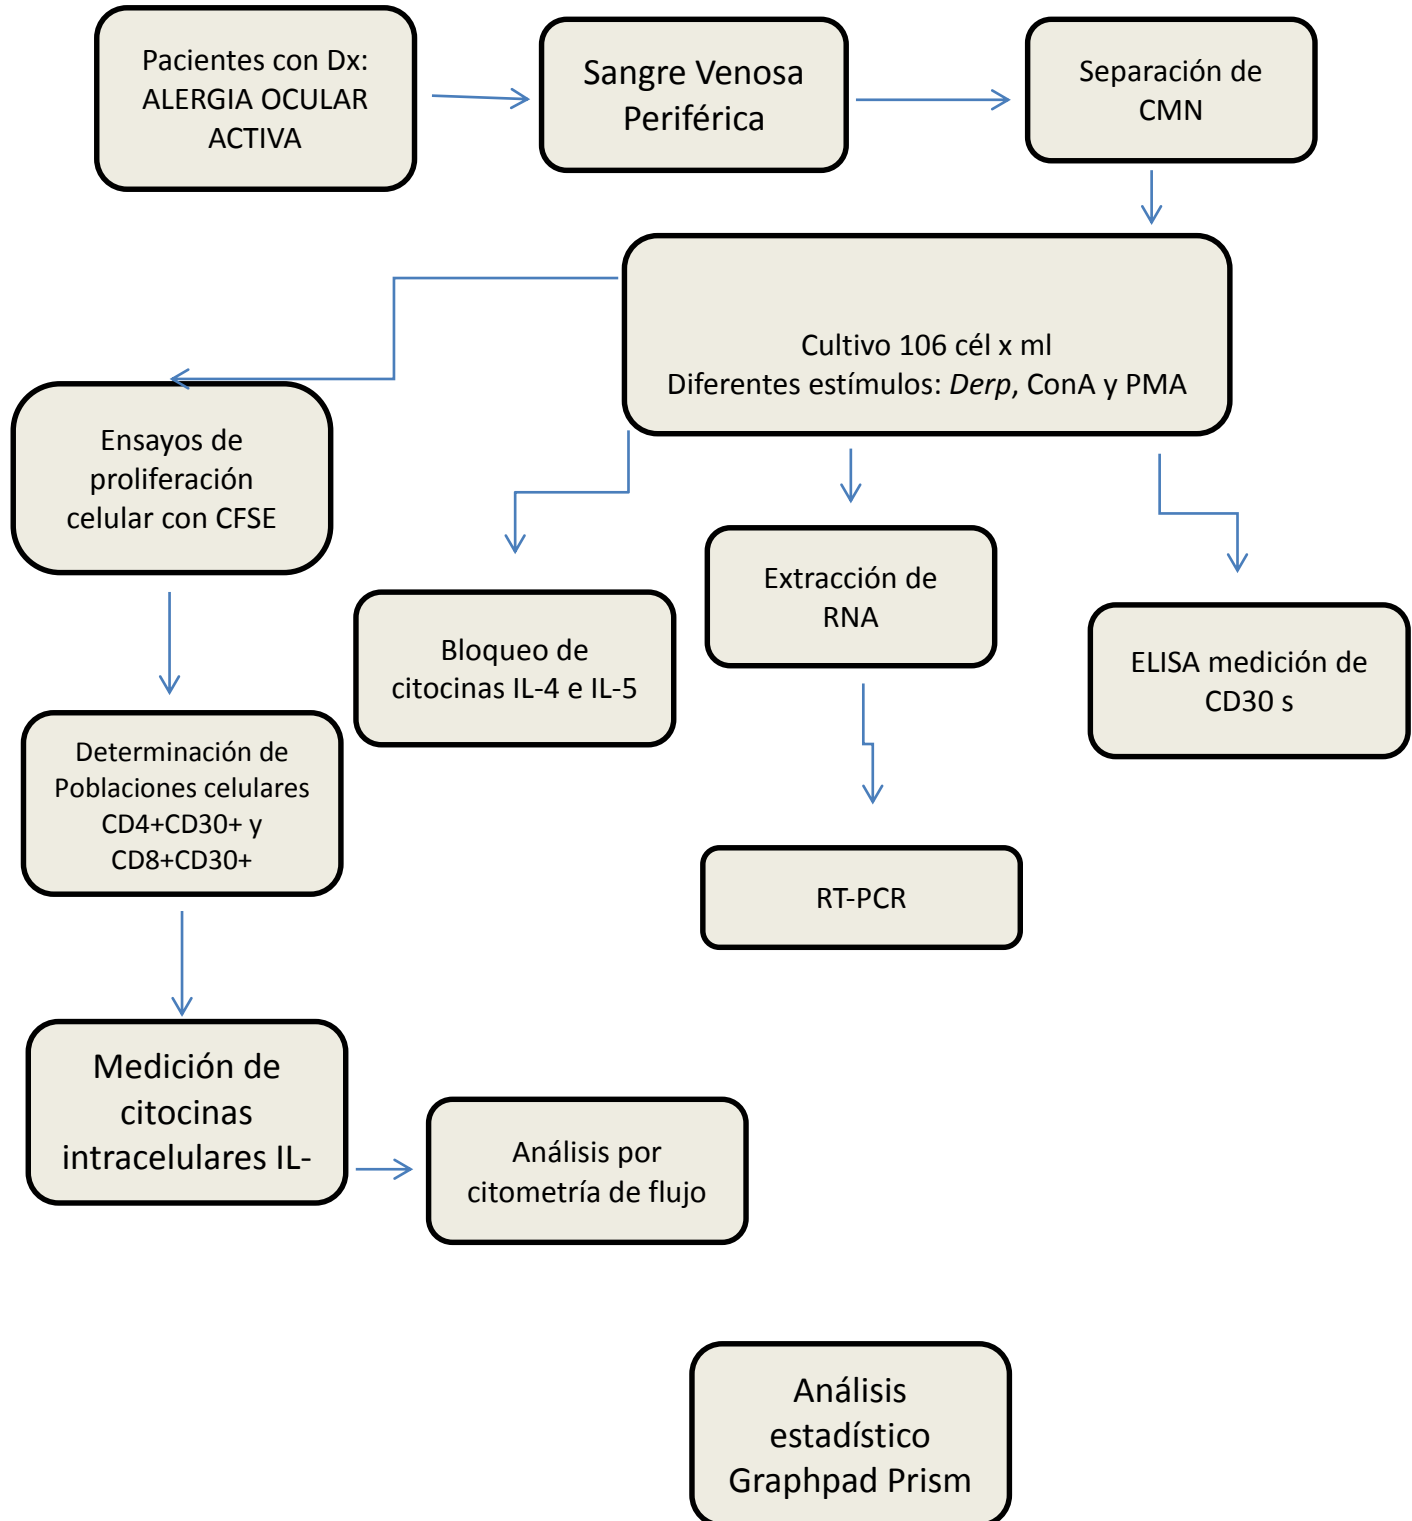 Pacientes con Dx:
ALERGIA OCULAR
ACTIVA
Sangre Venosa
Periférica
Separación de
CMN
Cultivo 106 cél x ml
Diferentes estímulos: Derp, ConA y PMA
Ensayos de
proliferación
celular con CFSE
Bloqueo de
citocinas IL-4 e IL-5
Extracción de
RNA
ELISA medición de
CD30 s
Determinación de
Poblaciones celulares
CD4+CD30+ y
CD8+CD30+
RT-PCR
Medición de
citocinas
intracelulares IL-
Análisis por
citometría de flujo
Análisis
estadístico
Graphpad Prism